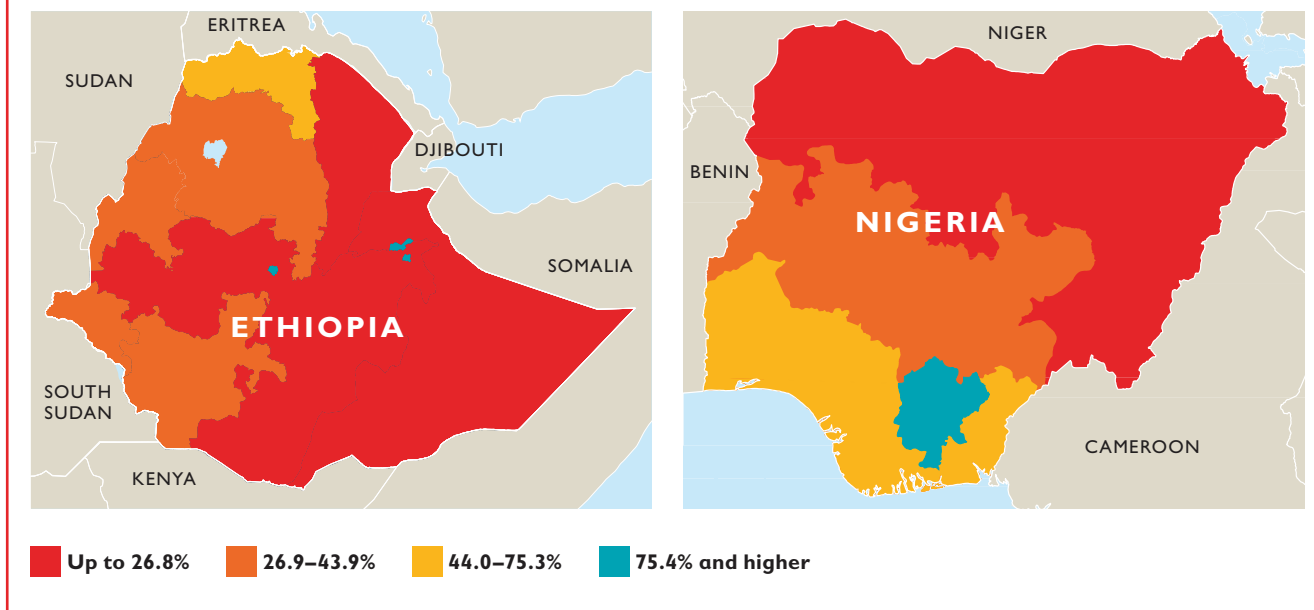 ERITREA
SUDAN
DJIBOUTI
SOMALIA
ETHIOPIA
SOUTH
SUDAN
KENYA
NIGER
BENIN
NIGERIA
CAMEROON
Up to 26.8%
26.9–43.9%
44.0–75.3%
75.4% and higher